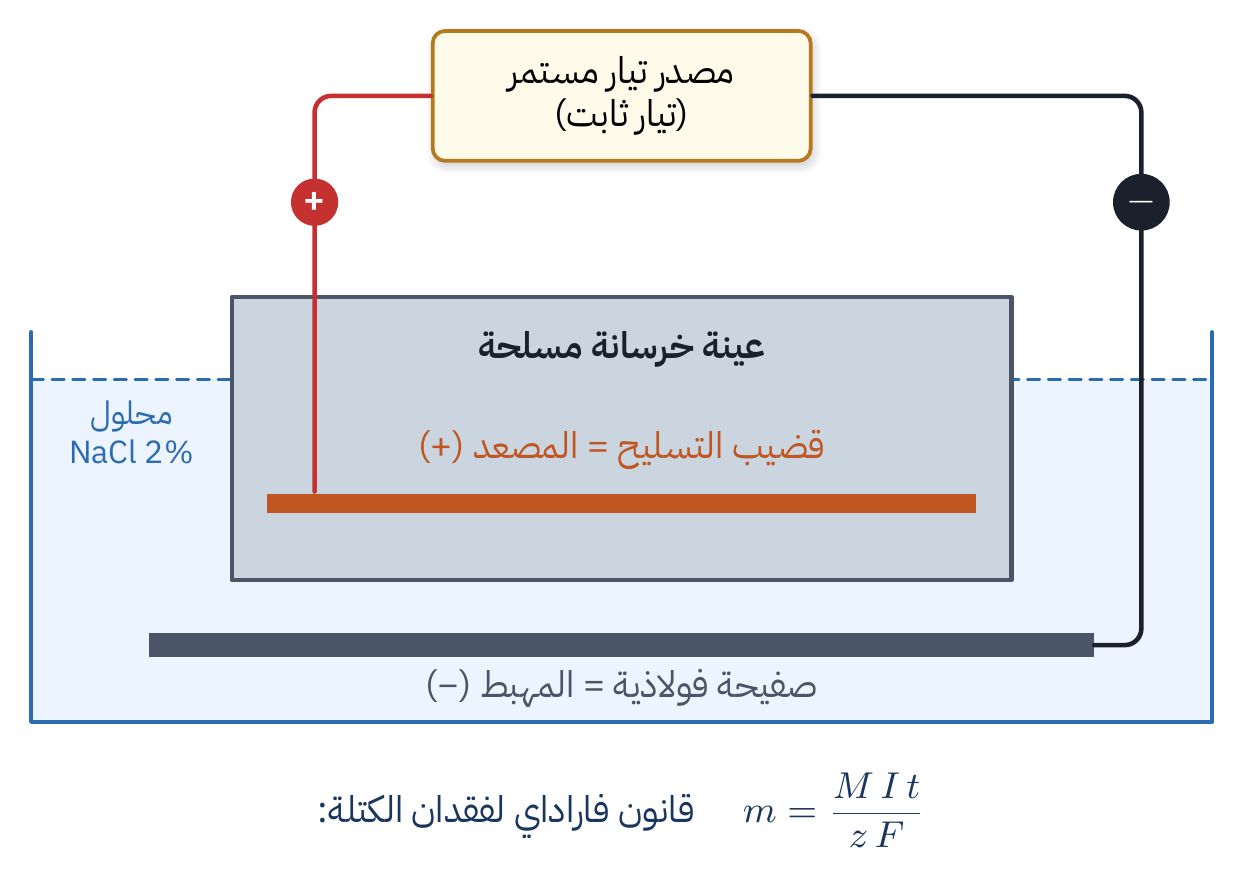 مصدر تيار مستمر
(تيار ثابت)
+
—
عينة خرسانة مسلحة
محلول
NaCl 2%
قضيب التسليح = المصعد (+)
صفيحة فولاذية = المهبط (–)
قانون فاراداي لفقدان الكتلة: m = M I t / z F